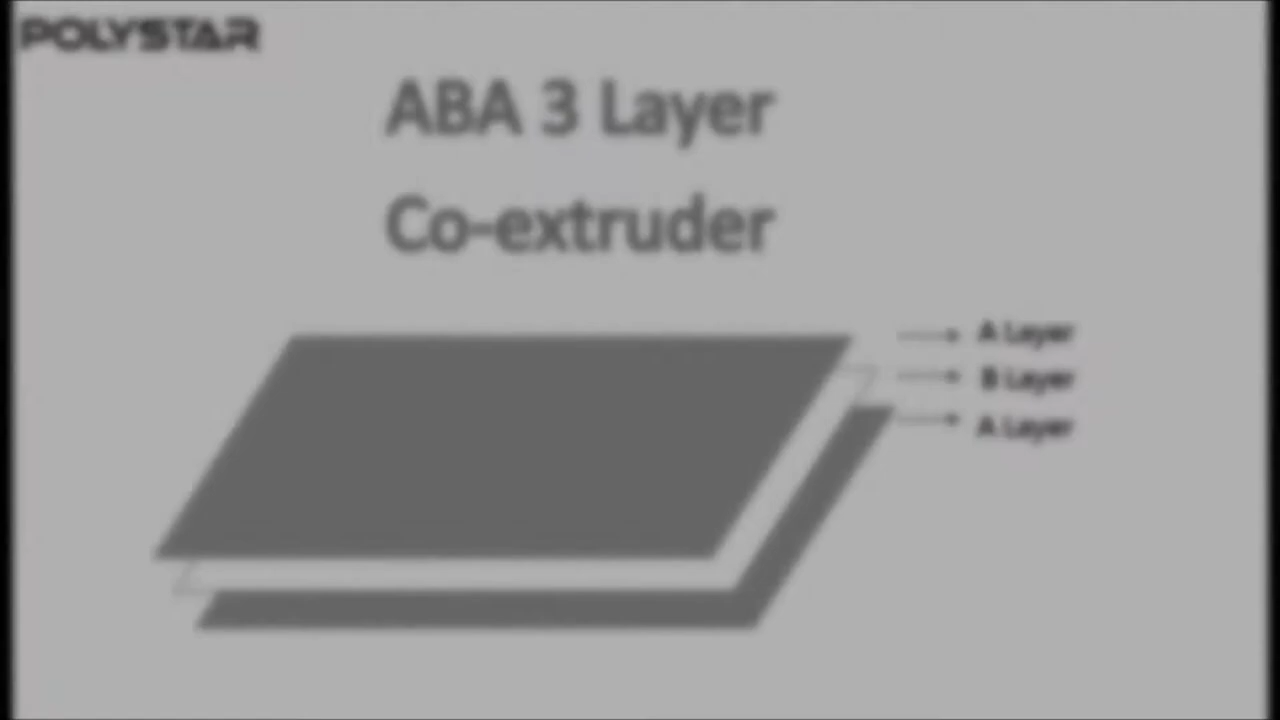 POLYSTAR
ABA 3 Layer
Co-extruder
A Layer
B Layer
A Layer